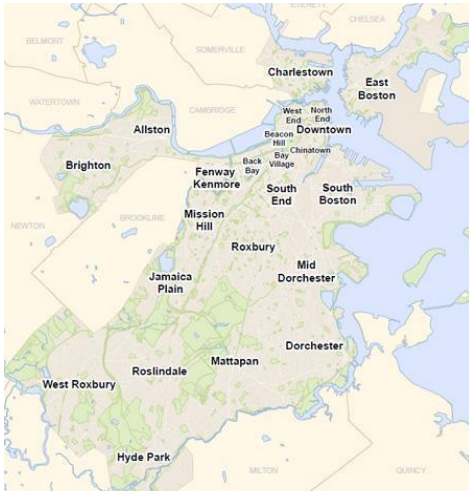 EVERETT
CHELSEA
BELMONT
SOMERVILLE
Charlestown
East
Boston
WATERTOWN
CAMBRIDGE
West
End
North
End
Allston
Beacon
Hill
Downtown
Chinatown
Bay
Village
Back
Bay
Brighton
Fenway
Kenmore
South
End
South
Boston
NEWTON
BROOKLINE
Mission
Hill
Roxbury
Mid
Dorchester
Jamaica
Plain
Dorchester
Mattapan
Roslindale
West Roxbury
Hyde Park
MILTON
QUINCY